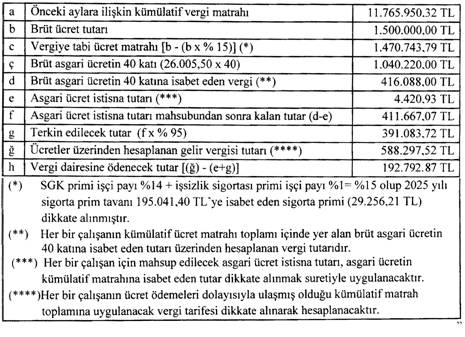 a Önceki aylara ilişkin kümülatif vergi matrahı 11.765.950,32 TL
b Brüt ücret tutarı 1.500.000,00 TL
c Vergiye tabi ücret matrahı [b - (b x % 15)] (*) 1.470.743,79 TL
ç Brüt asgari ücretin 40 katı (26.005,50 x 40) 1.040.220,00 TL
d Brüt asgari ücretin 40 katına isabet eden vergi (**) 416.088,00 TL
e Asgari ücret istisna tutarı (***) 4.420,93 TL
f Asgari ücret istisna tutarı mahsubundan sonra kalan tutar (d-e) 411.667,07 TL
g Terkin edilecek tutar (f x % 95) 391.083,72 TL
ğ Ücretler üzerinden hesaplanan gelir vergisi tutarı (****) 588.297,52 TL
h Vergi dairesine ödenecek tutar [(ğ) - (e+g)] 192.792.87 TL
(*) SGK primi işçi payı %14 + işsizlik sigortası primi işçi payı %1= %15 olup 2025 yılı
sigorta prim tavanı 195.041,40 TL'ye isabet eden sigorta primi (29.256,21 TL)
dikkate alınmıştır.
(**) Her bir çalışanın kümülatif ücret matrahı toplamı içinde yer alan brüt asgari ücretin
40 katına isabet eden tutarı üzerinden hesaplanan vergi tutarıdır.
(***) Her bir çalışan için mahsup edilecek asgari ücret istisna tutarı, asgari ücretin
kümülatif matrahına isabet eden tutar dikkate alınmak suretiyle uygulanacaktır.
(****)Her bir çalışanın ücret ödemeleri dolayısıyla ulaşmış olduğu kümülatif matrah
toplamına uygulanacak vergi tarifesi dikkate alınarak hesaplanacaktır.
”